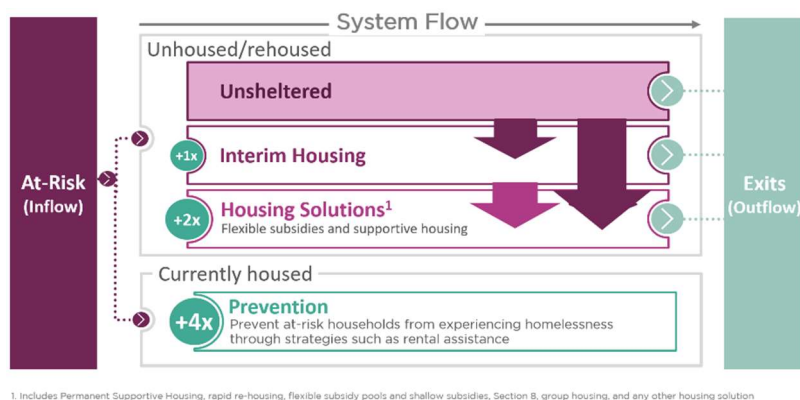 System Flow
Unhoused/rehoused
Unsheltered
+1x
Interim Housing
At-Risk
(Inflow)
+2x
Housing Solutions1
Flexible subsidies and supportive housing
Exits
(Outflow)
Currently housed
+4x
Prevention
Prevent at-risk households from experiencing homelessness
through strategies such as rental assistance
1. Includes Permanent Supportive Housing, rapid re-housing, flexible subsidy pools and shallow subsidies, Section 8, group housing, and any other housing solution